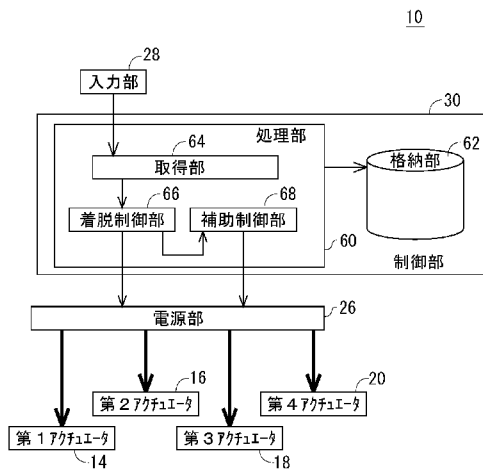 10
28
入力部
30
処理部
64
取得部
62
格納部
66
着脱制御部
68
補助制御部
60
制御部
26
電源部
16
第2アクチュエータ
20
第4アクチュエータ
第1アクチュエータ
14
第3アクチュエータ
18